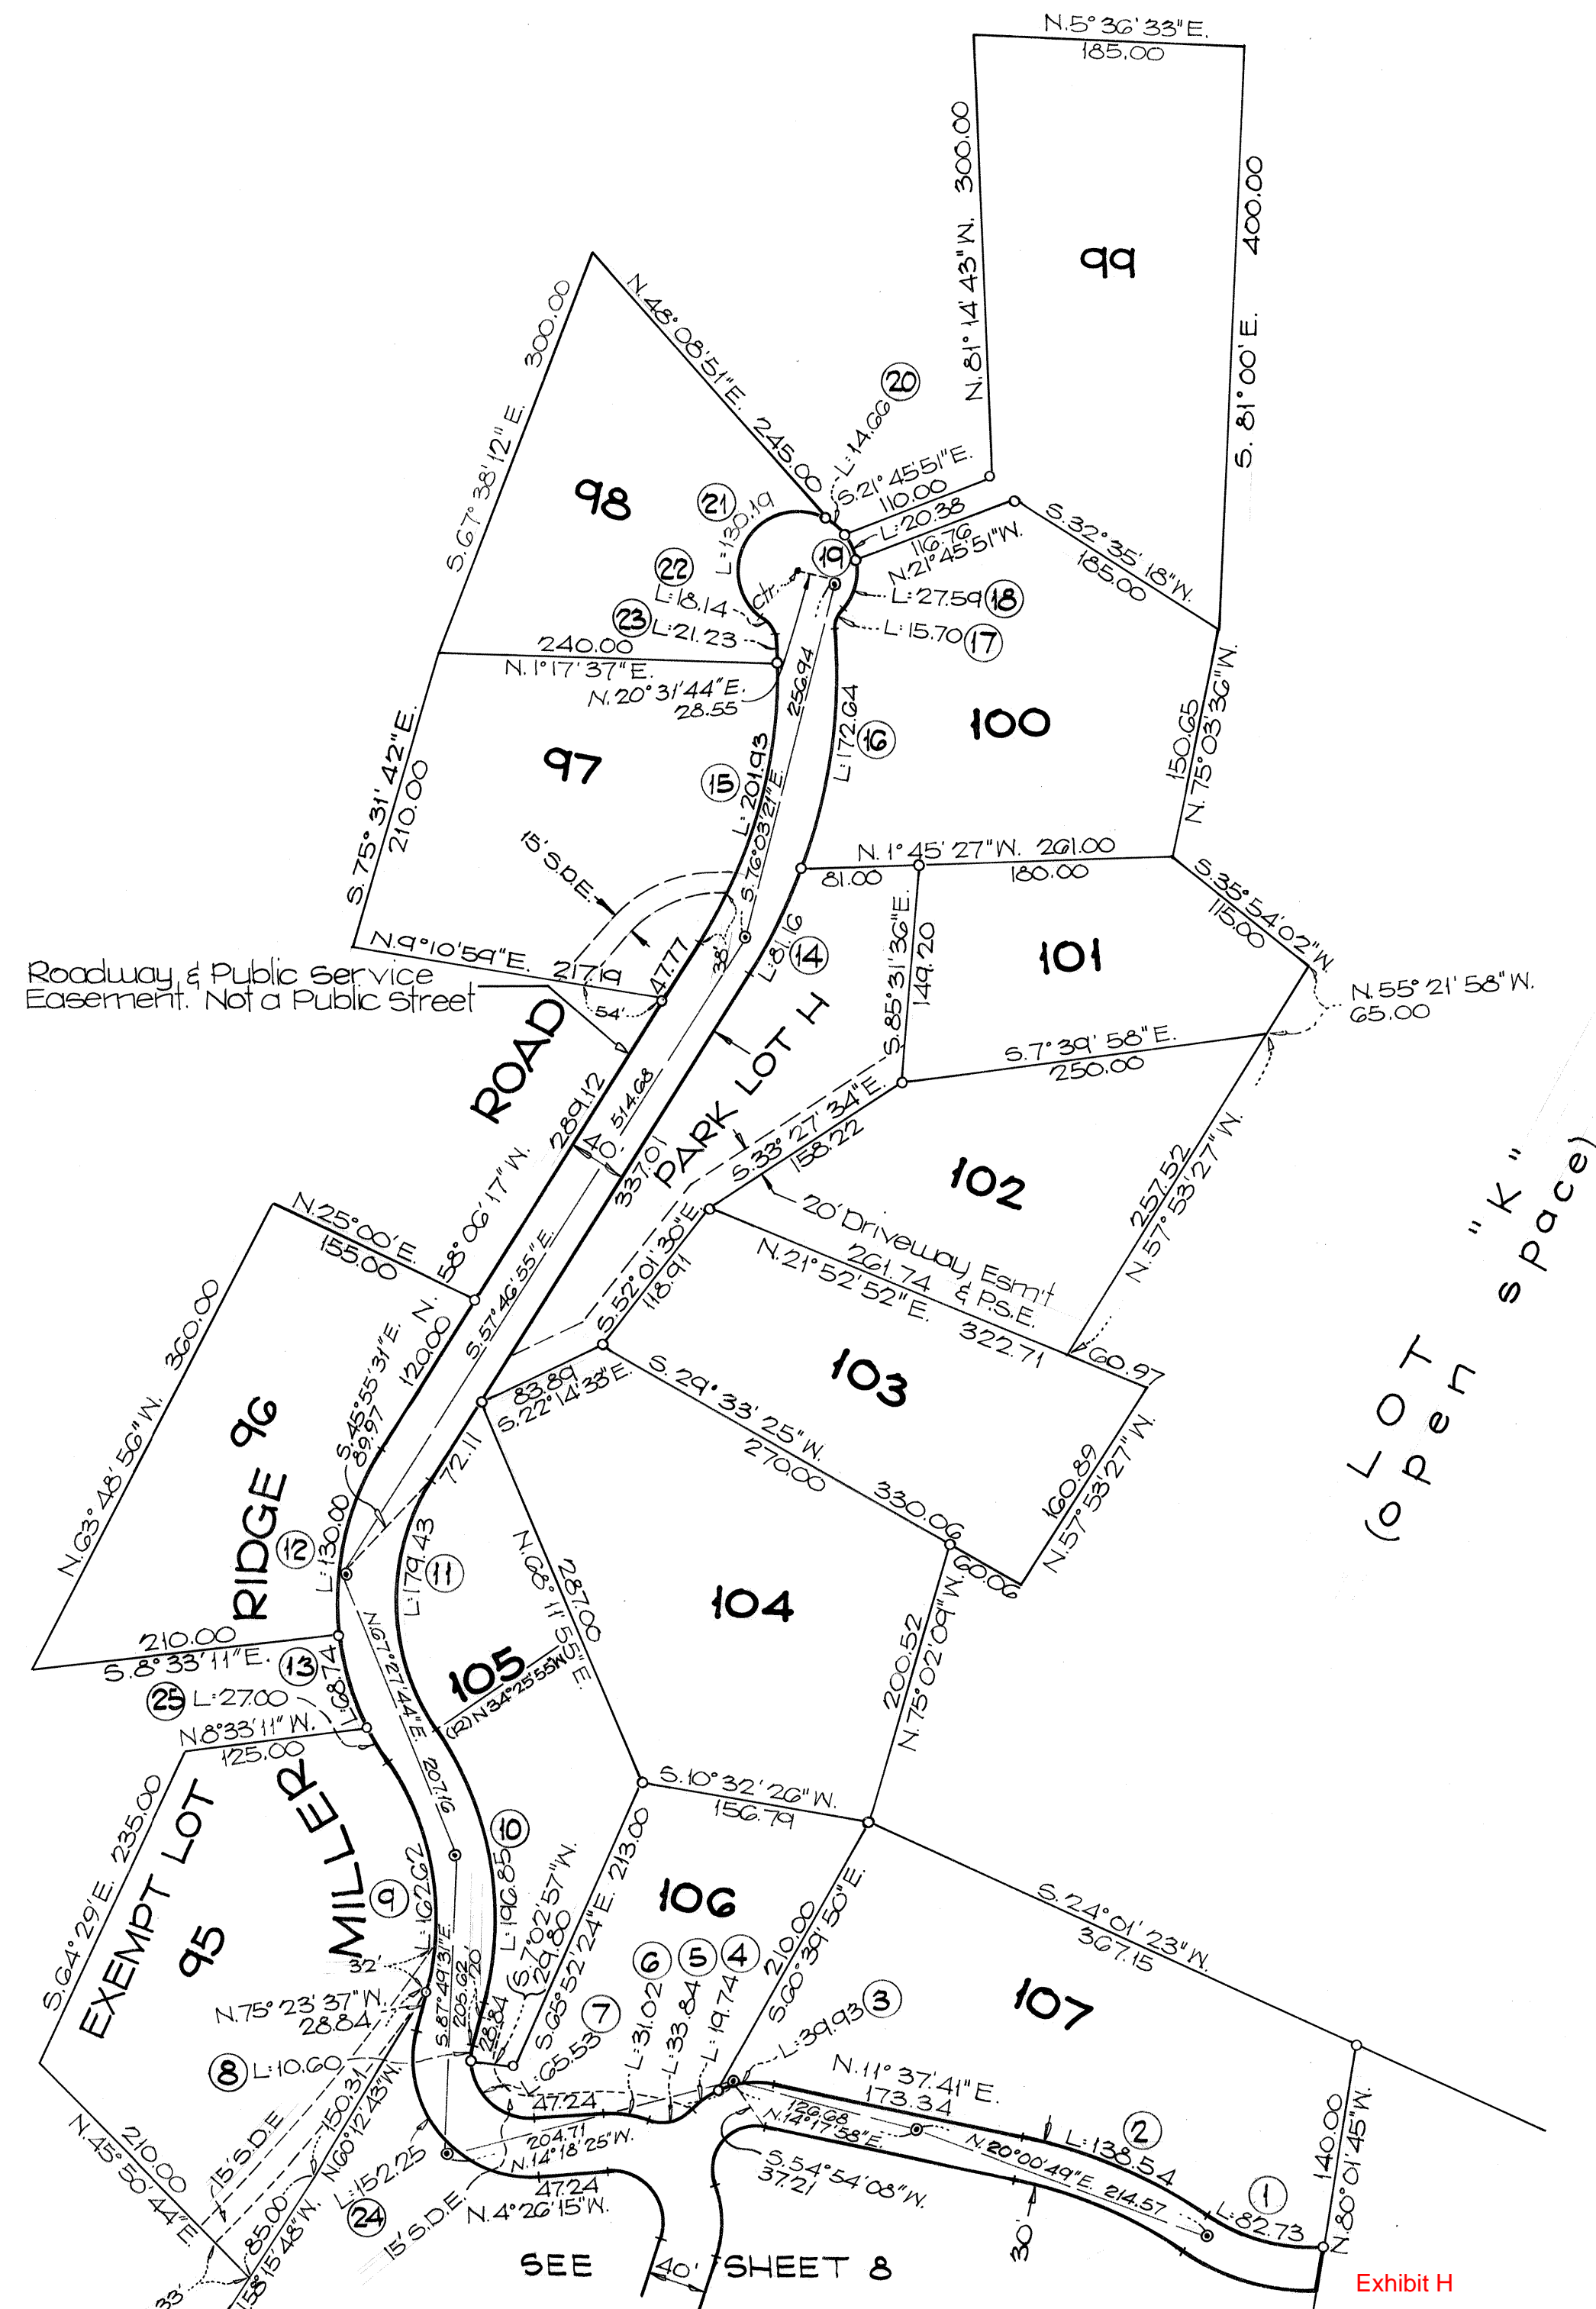 N.5°36'33"E.
185.00
N.81°14'43"W. 300.00
S. 81°00'E. 400.00
99
300.00
S.67°38'12"E.
N.48°08'51"E. 245.00
L:14.66 20
S.21°45'51"E.
110.00
L:20.38
116.76
N.21°45'51"W.
19
S.32°35'18"W.
185.00
98
21
L:130.19
22
L:18.14
ctr.
23 L:21.23
L:27.59 18
L:15.70 17
240.00
N.1°17'37"E.
N.20°31'44"E.
28.55
256.94
S.76°03'21"E.
L:172.64
16
100
150.65
N.75°03'36"W.
97
15
L:201.93
S.75°31'42"E.
210.00
15' S.D.E.
N. 1°45'27"W. 261.00
81.00
180.00
S.35°54'02"W.
115.00
N.9°10'59"E. 217.19
47.77
38'
54'
L:81.16
14
S.85°31'36"E.
149.20
101
N.55°21'58"W.
65.00
Roadway & Public Service
Easement. Not a Public Street
ROAD
PARK LOT H
S.7°39'58"E.
250.00
289.12
40'
514.68
337.01
S.33°27'34"E.
158.22
102
257.52
N.57°53'27"W.
LOT "K"
(open space)
20' Driveway Esm't
& P.S.E.
N.25°00'E.
155.00
N. 58°06'17"W.
S.57°46'55"E.
S.52°01'30"E.
118.91
261.74
N.21°52'52"E. 322.71
60.97
360.00
N.63°48'56"W.
120.00
S.45°55'31"E.
89.97
83.89
S.22°14'33"E.
103
S.29°33'25"W.
270.00
330.06
160.89
N.57°53'27"W.
60.06
96
RIDGE
72.11
12
L:130.00
L:179.43
11
N.68°11'55"E.
287.00
104
200.52
N.75°02'09"W.
210.00
S.8°33'11"E.
13
L:68.74
25 L:27.00
N.67°27'44"E. 207.16
105
(R) N34°25'55"W
N.8°33'11"W.
125.00
MILLER
S.10°32'26"W.
156.79
S.64°29'E. 235.00
EXEMPT LOT
95
9
L:162.62
10
L:196.85
S.7°02'57"W.
29.80
S.65°52'24"E. 213.00
106
210.00
S.60°39'50"E.
S.24°01'23"W.
367.15
107
32'
S.87°49'31"E.
205.62
20'
28.84
N.75°23'37"W.
28.84
6
5
4
L:31.02
L:33.84
L:19.74
7
L:65.53
L:39.93 3
8 L:10.60
N.11°37'41"E.
173.34
126.68
N.14°17'58"E.
2
L:138.54
N.20°00'49"E. 214.57
1
L:82.73
140.00
N.80°01'45"W.
150.31
N.60°12'43"W.
47.24
204.71
N.14°18'25"W.
S.54°54'08"W.
37.21
210.00
N.45°50'44"E.
15' S.D.E
L:152.25
24
47.24
N.4°26'15"W.
15' S.D.E.
30'
85.00
58°15'48"W.
33'
SEE SHEET 8
40'
Exhibit H